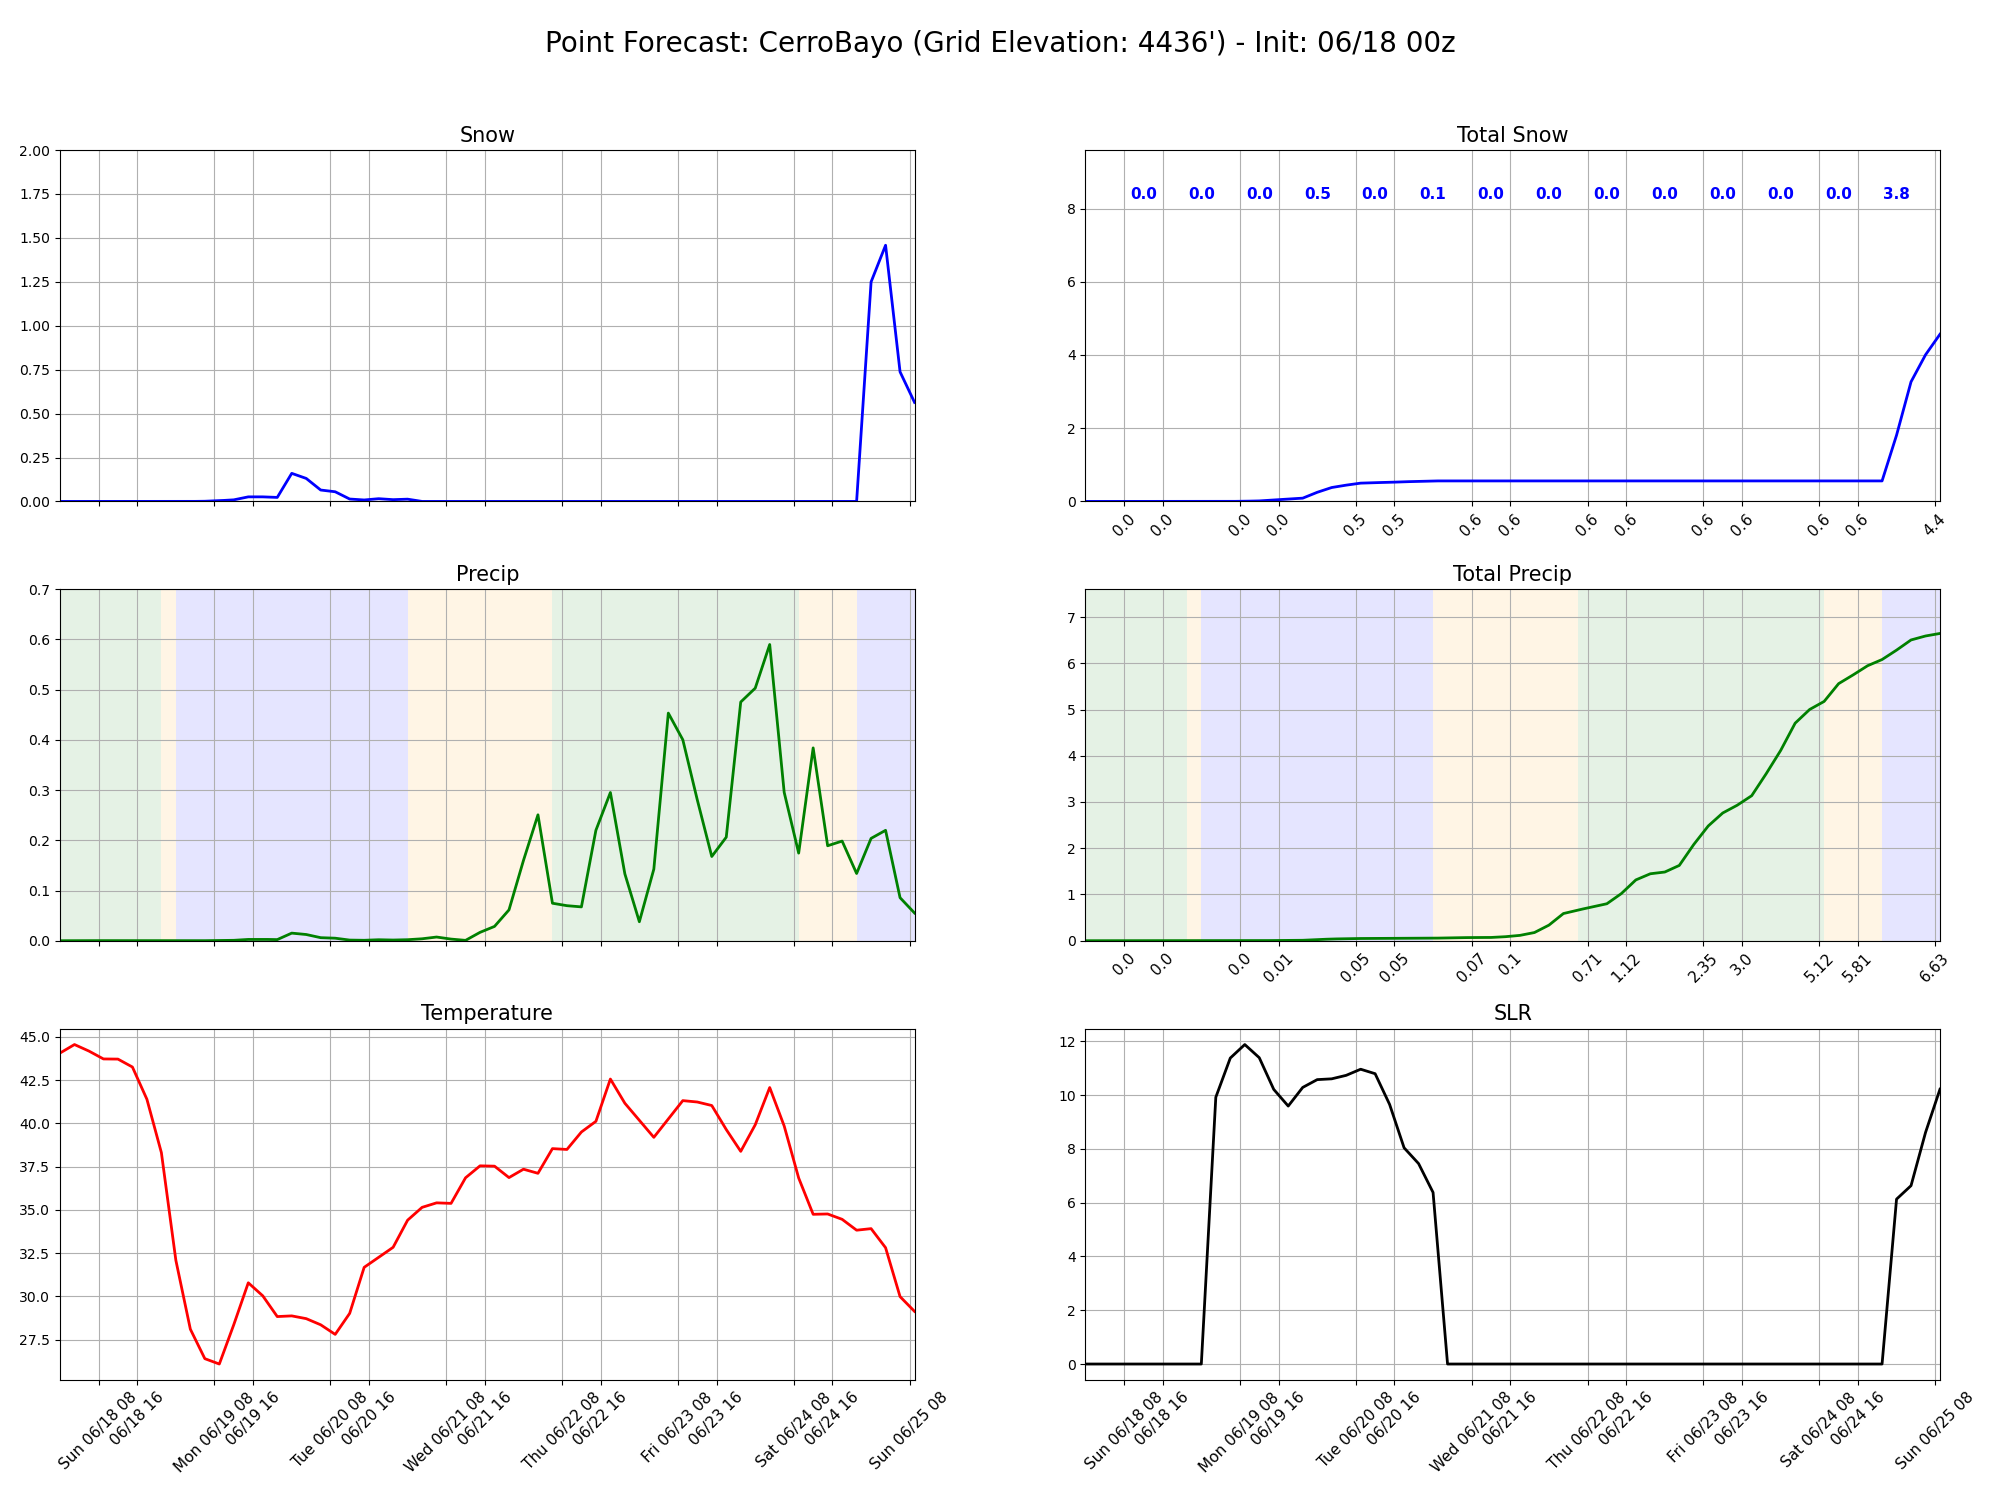 Point Forecast: CerroBayo (Grid Elevation: 4436') - Init: 06/18 00z
Snow
2.00
1.75
1.50
1.25
1.00
0.75
0.50
0.25
0.00
Total Snow
0.0 0.0 0.0 0.5 0.0 0.1 0.0 0.0 0.0 0.0 0.0 0.0 0.0 3.8
8
6
4
2
0
0.0 0.0 0.0 0.0 0.5 0.5 0.6 0.6 0.6 0.6 0.6 0.6 0.6 0.6 4.4
Precip
0.7
0.6
0.5
0.4
0.3
0.2
0.1
0.0
Total Precip
7
6
5
4
3
2
1
0
0.0 0.0 0.0 0.01 0.05 0.05 0.07 0.1 0.71 1.12 2.35 3.0 5.12 5.81 6.63
Temperature
45.0
42.5
40.0
37.5
35.0
32.5
30.0
27.5
Sun 06/18 08
06/18 16
Mon 06/19 08
06/19 16
Tue 06/20 08
06/20 16
Wed 06/21 08
06/21 16
Thu 06/22 08
06/22 16
Fri 06/23 08
06/23 16
Sat 06/24 08
06/24 16
Sun 06/25 08
SLR
12
10
8
6
4
2
0
Sun 06/18 08
06/18 16
Mon 06/19 08
06/19 16
Tue 06/20 08
06/20 16
Wed 06/21 08
06/21 16
Thu 06/22 08
06/22 16
Fri 06/23 08
06/23 16
Sat 06/24 08
06/24 16
Sun 06/25 08